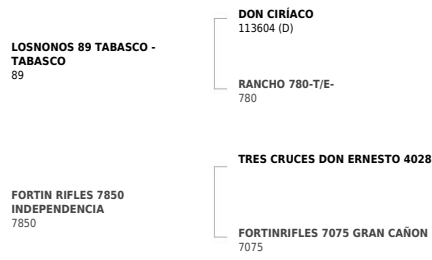 DON CIRÍACO
113604 (D)
LOSNONOS 89 TABASCO -
TABASCO
89
RANCHO 780-T/E-
780
TRES CRUCES DON ERNESTO 4028
FORTIN RIFLES 7850
INDEPENDENCIA
7850
FORTINRIFLES 7075 GRAN CAÑON
7075